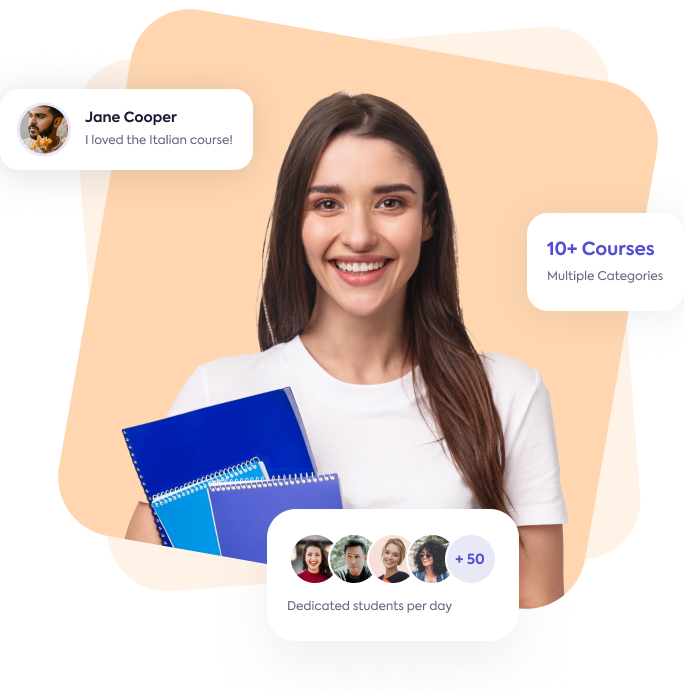 Jane Cooper
I loved the Italian course!
10+ Courses
Multiple Categories
+ 50
Dedicated students per day